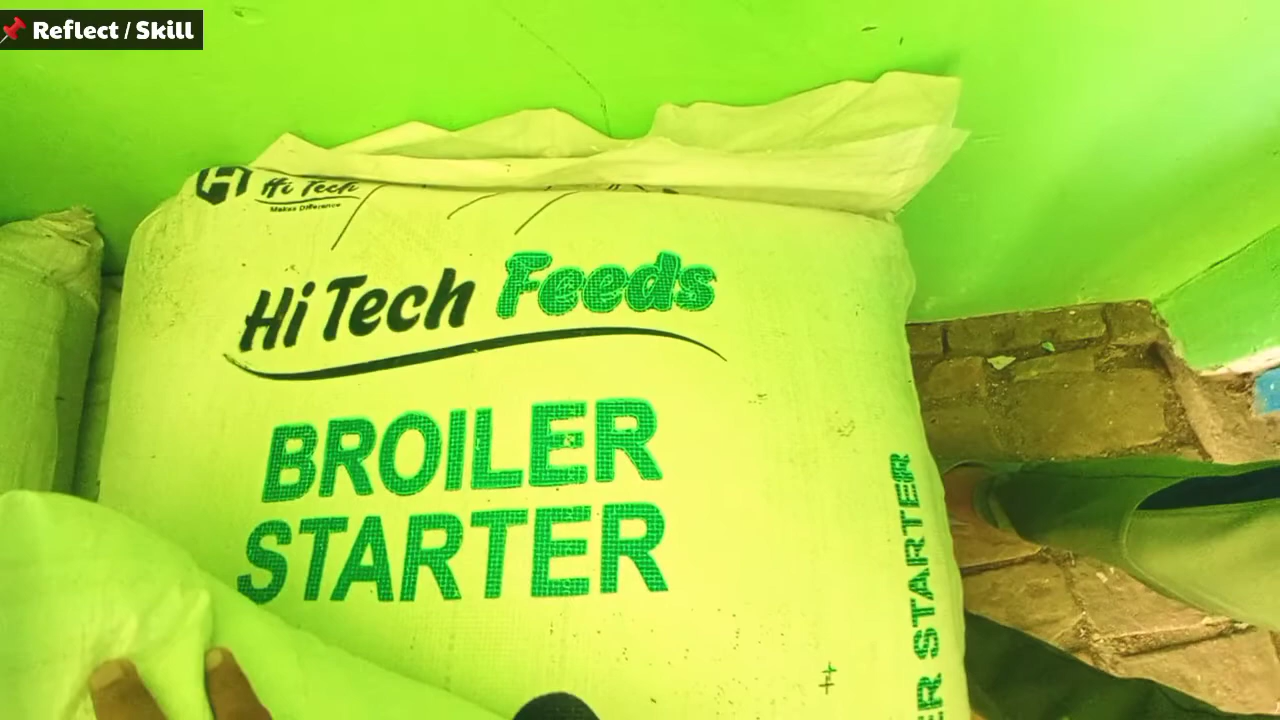 Reflect / Skill
Hi Tech
Makes Difference
Hi Tech Feeds
BROILER
STARTER
ER STARTER